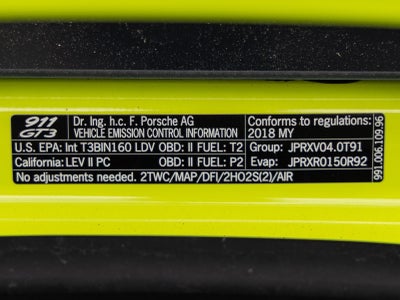 911 GT3
Dr. Ing. h.c. F. Porsche AG
VEHICLE EMISSION CONTROL INFORMATION
Conforms to regulations:
2018 MY
U.S. EPA: Int T3BIN160 LDV OBD: II FUEL: T2
Group: JPRXV04.0T91
California: LEV II PC OBD: II FUEL: P2
Evap: JPRXR0150R92
No adjustments needed. 2TWC/MAP/DFI/2HO2S(2)/AIR
991.006.109.96